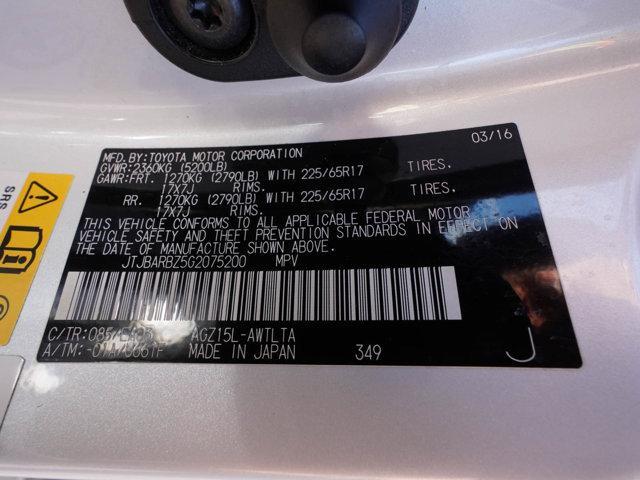 03/16
MFD.BY:TOYOTA MOTOR CORPORATION
GVWR:2360KG (5200LB)
GAWR:FRT. 1270KG (2790LB) WITH 225/65R17 TIRES.
17X7J RIMS.
RR. 1270KG (2790LB) WITH 225/65R17 TIRES.
17X7J RIMS.
THIS VEHICLE CONFORMS TO ALL APPLICABLE FEDERAL MOTOR
VEHICLE SAFETY AND THEFT PREVENTION STANDARDS IN EFFECT ON
THE DATE OF MANUFACTURE SHOWN ABOVE.
JTJBARBZ5G2075200 MPV
C/TR: AGZ15L-AWTLTA
A/TM: MADE IN JAPAN 349 J
SRS